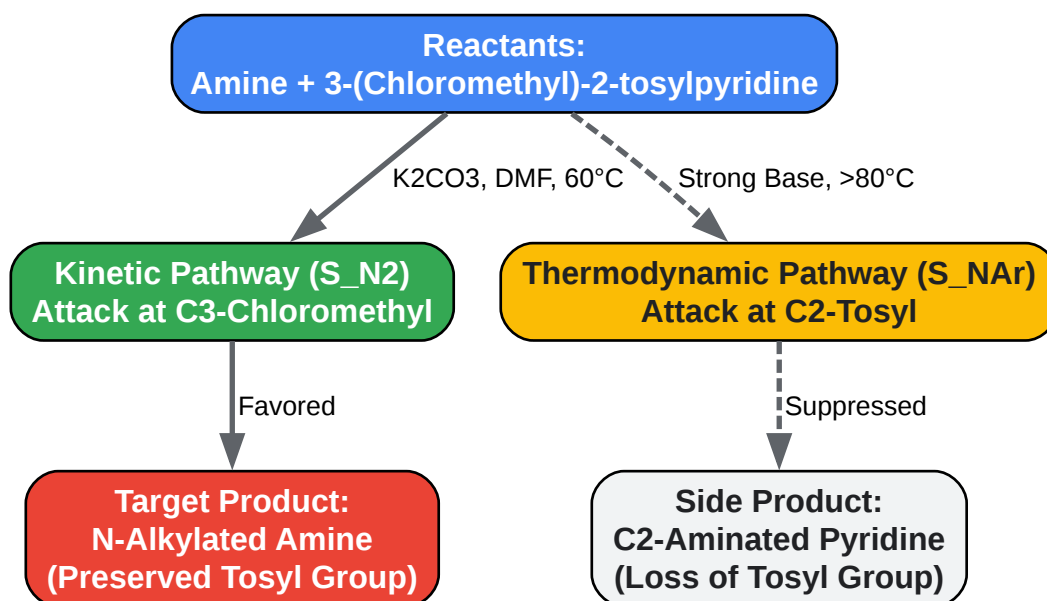 Reactants:
Amine + 3-(Chloromethyl)-2-tosylpyridine
K2CO3, DMF, 60°C
Strong Base, >80°C
Kinetic Pathway (S_N2)
Attack at C3-Chloromethyl
Thermodynamic Pathway (S_NAr)
Attack at C2-Tosyl
Favored
Suppressed
Target Product:
N-Alkylated Amine
(Preserved Tosyl Group)
Side Product:
C2-Aminated Pyridine
(Loss of Tosyl Group)